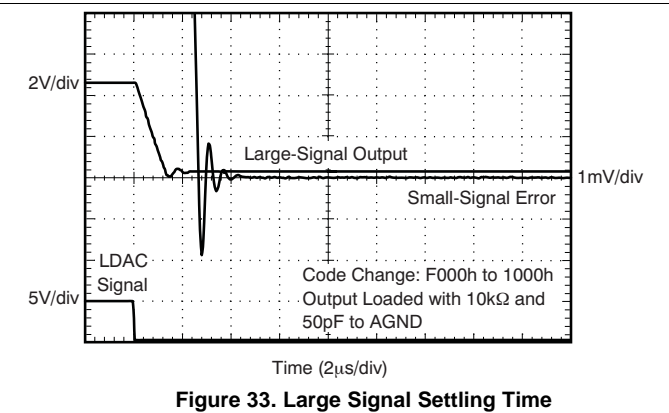 2V/div
Large-Signal Output
1mV/div
Small-Signal Error
LDAC
Signal
5V/div
Code Change: F000h to 1000h
Output Loaded with 10kΩ and
50pF to AGND
Time (2μs/div)
Figure 33. Large Signal Settling Time